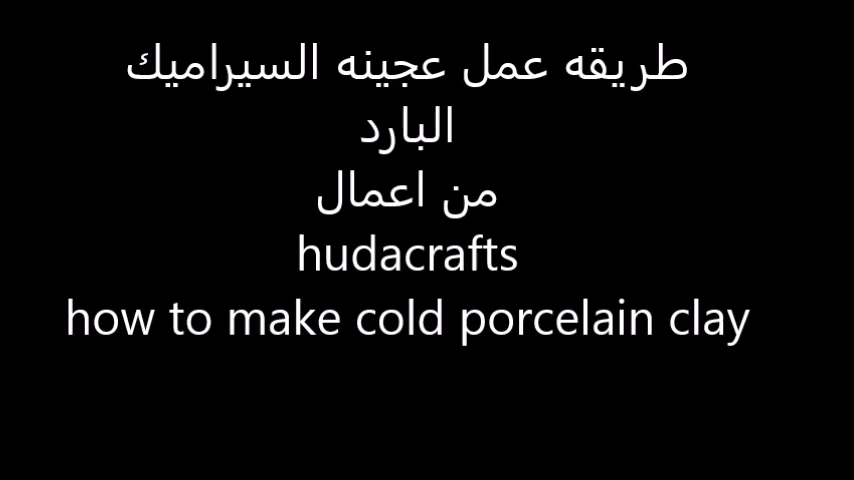 طريقه عمل عجينه السيراميك
البارد
من اعمال
hudacrafts
how to make cold porcelain clay